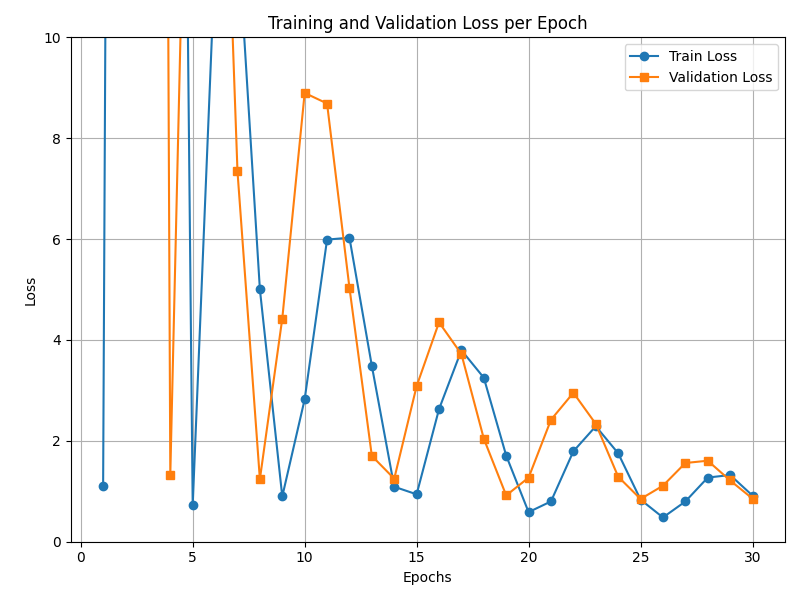 Training and Validation Loss per Epoch
Train Loss
Validation Loss
10
8
6
4
2
0
Loss
0 5 10 15 20 25 30
Epochs